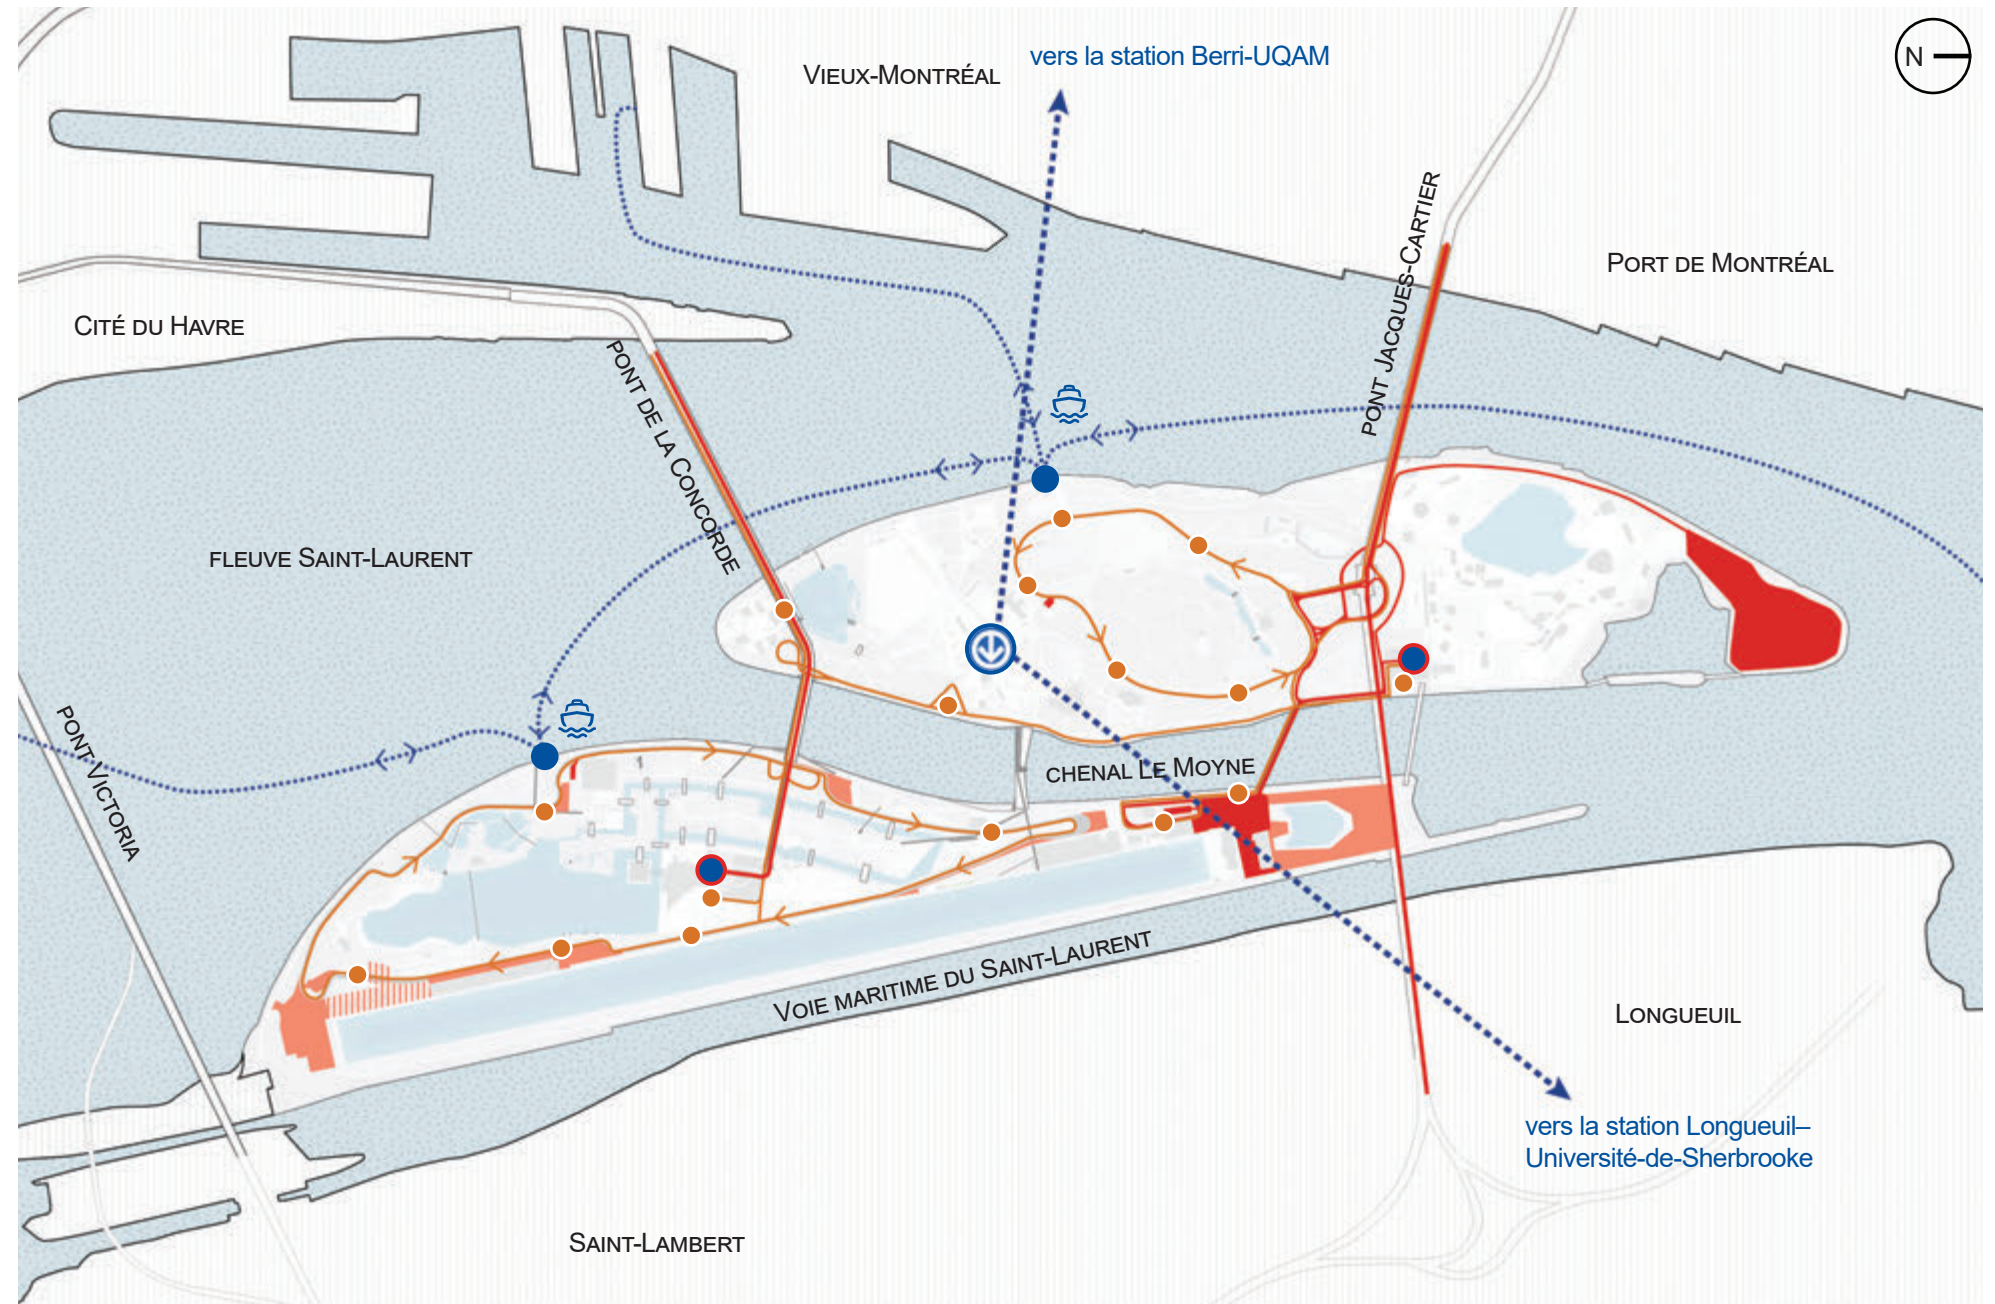 vers la station Berri-UQAM
VIEUX-MONTRÉAL
N
PORT DE MONTRÉAL
PONT JACQUES-CARTIER
CITÉ DU HAVRE
PONT DE LA CONCORDE
FLEUVE SAINT-LAURENT
PONT VICTORIA
CHENAL LE MOYNE
VOIE MARITIME DU SAINT-LAURENT
LONGUEUIL
vers la station Longueuil–
Université-de-Sherbrooke
SAINT-LAMBERT